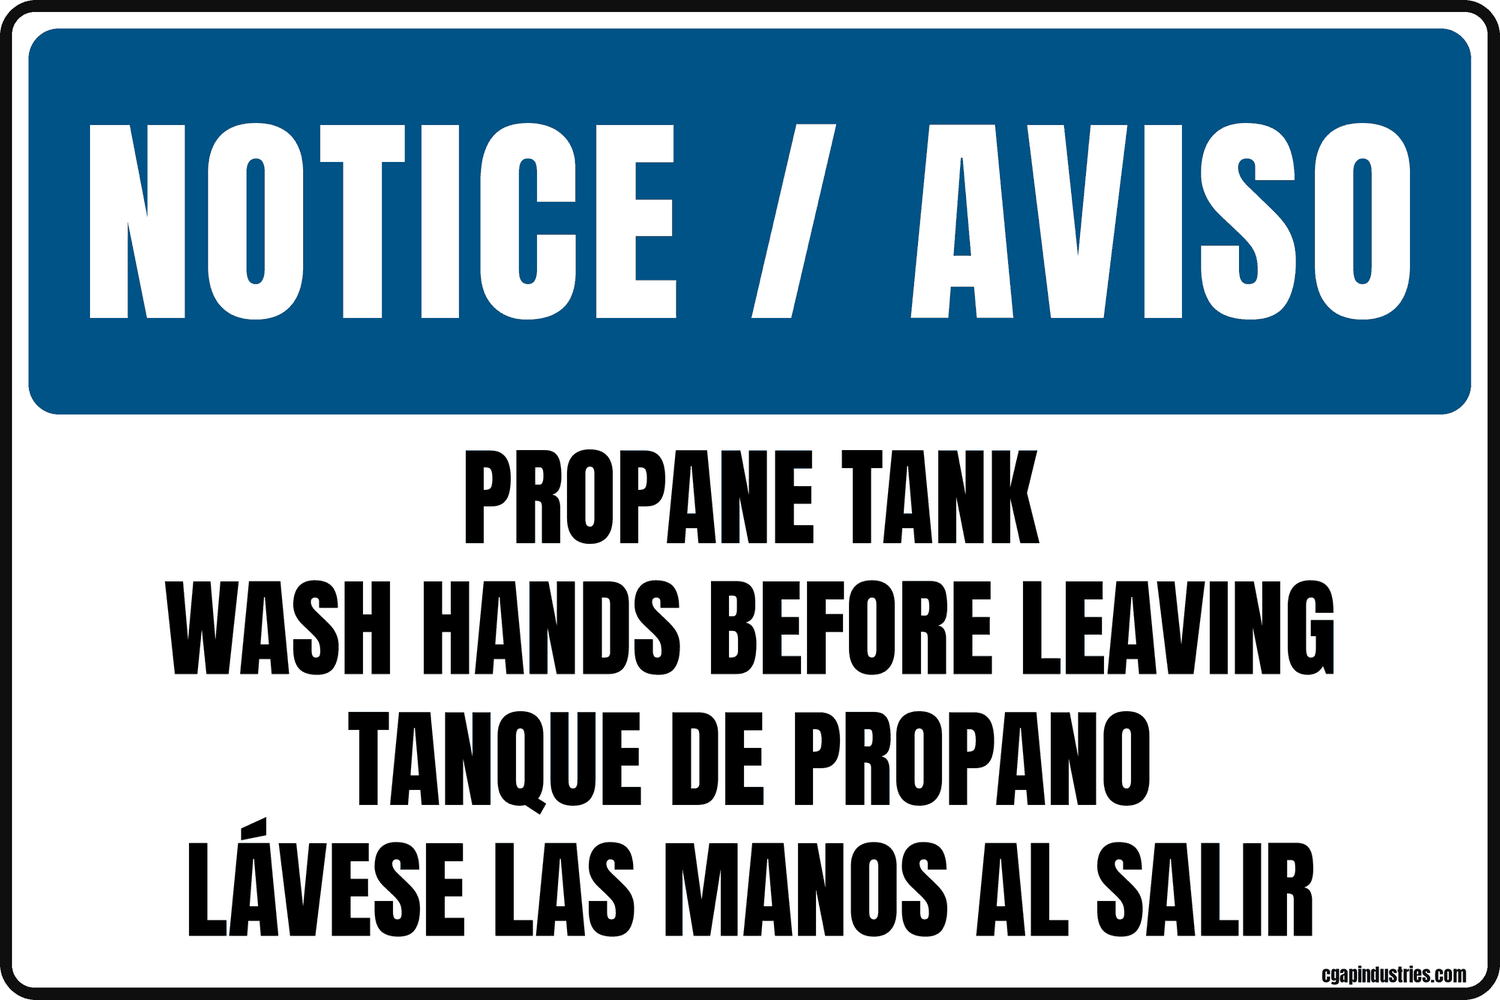 NOTICE / AVISO
PROPANE TANK
WASH HANDS BEFORE LEAVING
TANQUE DE PROPANO
LÁVESE LAS MANOS AL SALIR
cgapindustries.com